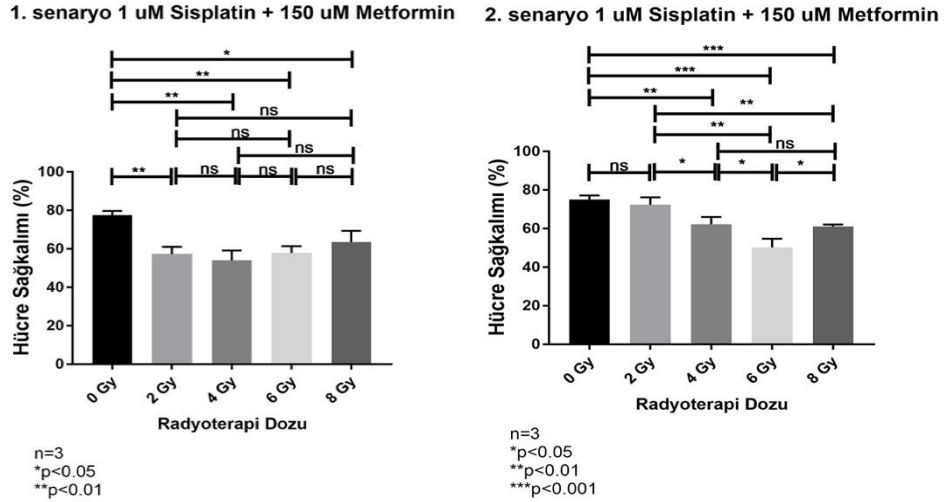 1. senaryo 1 uM Sisplatin + 150 uM Metformin
*
**
**
ns
ns
ns
** ns ns ns
Hücre Sağkalımı (%)
100
80
60
40
20
0
0 Gy 2 Gy 4 Gy 6 Gy 8 Gy
Radyoterapi Dozu
n=3
*p<0.05
**p<0.01
2. senaryo 1 uM Sisplatin + 150 uM Metformin
***
***
**
**
**
ns
ns * * *
Hücre Sağkalımı (%)
100
80
60
40
20
0
0 Gy 2 Gy 4 Gy 6 Gy 8 Gy
Radyoterapi Dozu
n=3
*p<0.05
**p<0.01
***p<0.001